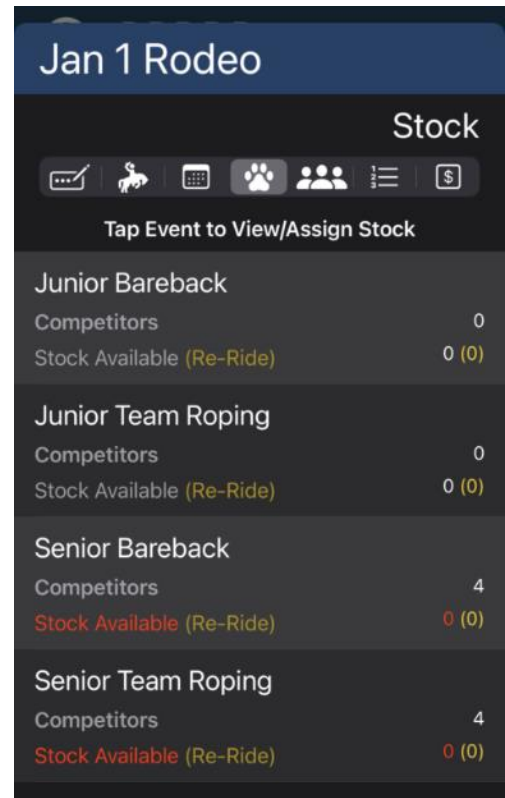 Jan 1 Rodeo
Stock
Tap Event to View/Assign Stock
Junior Bareback
Competitors 0
Stock Available (Re-Ride) 0 (0)
Junior Team Roping
Competitors 0
Stock Available (Re-Ride) 0 (0)
Senior Bareback
Competitors 4
Stock Available (Re-Ride) 0 (0)
Senior Team Roping
Competitors 4
Stock Available (Re-Ride) 0 (0)